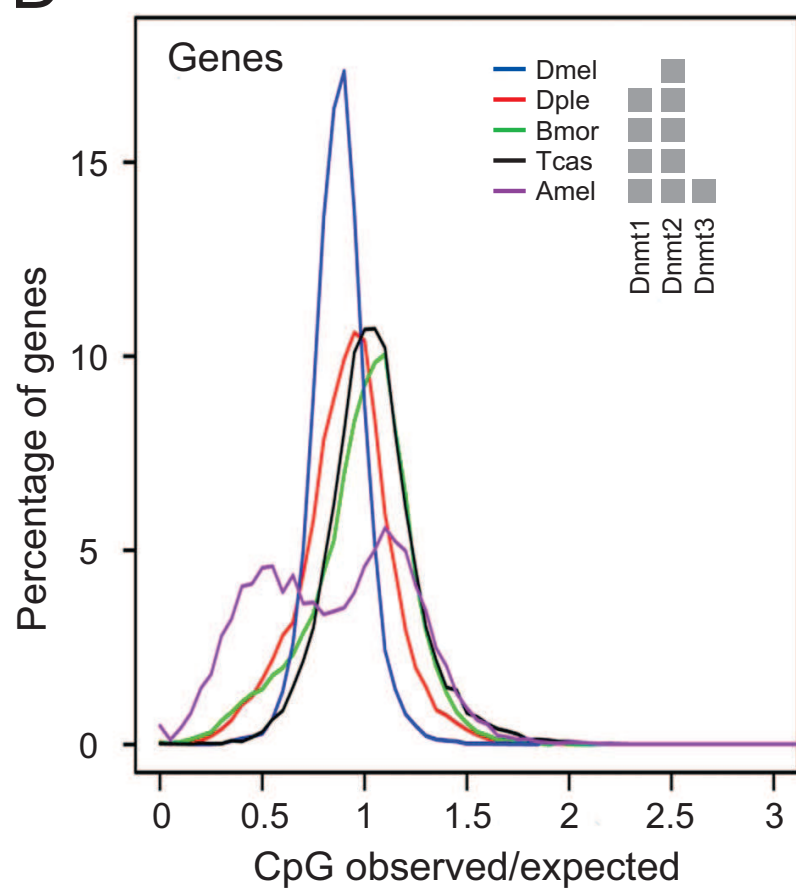 D
Genes
Dmel
Dple
Bmor
Tcas
Amel
Dnmt1
Dnmt2
Dnmt3
Percentage of genes
15
10
5
0
0 0.5 1 1.5 2 2.5 3
CpG observed/expected